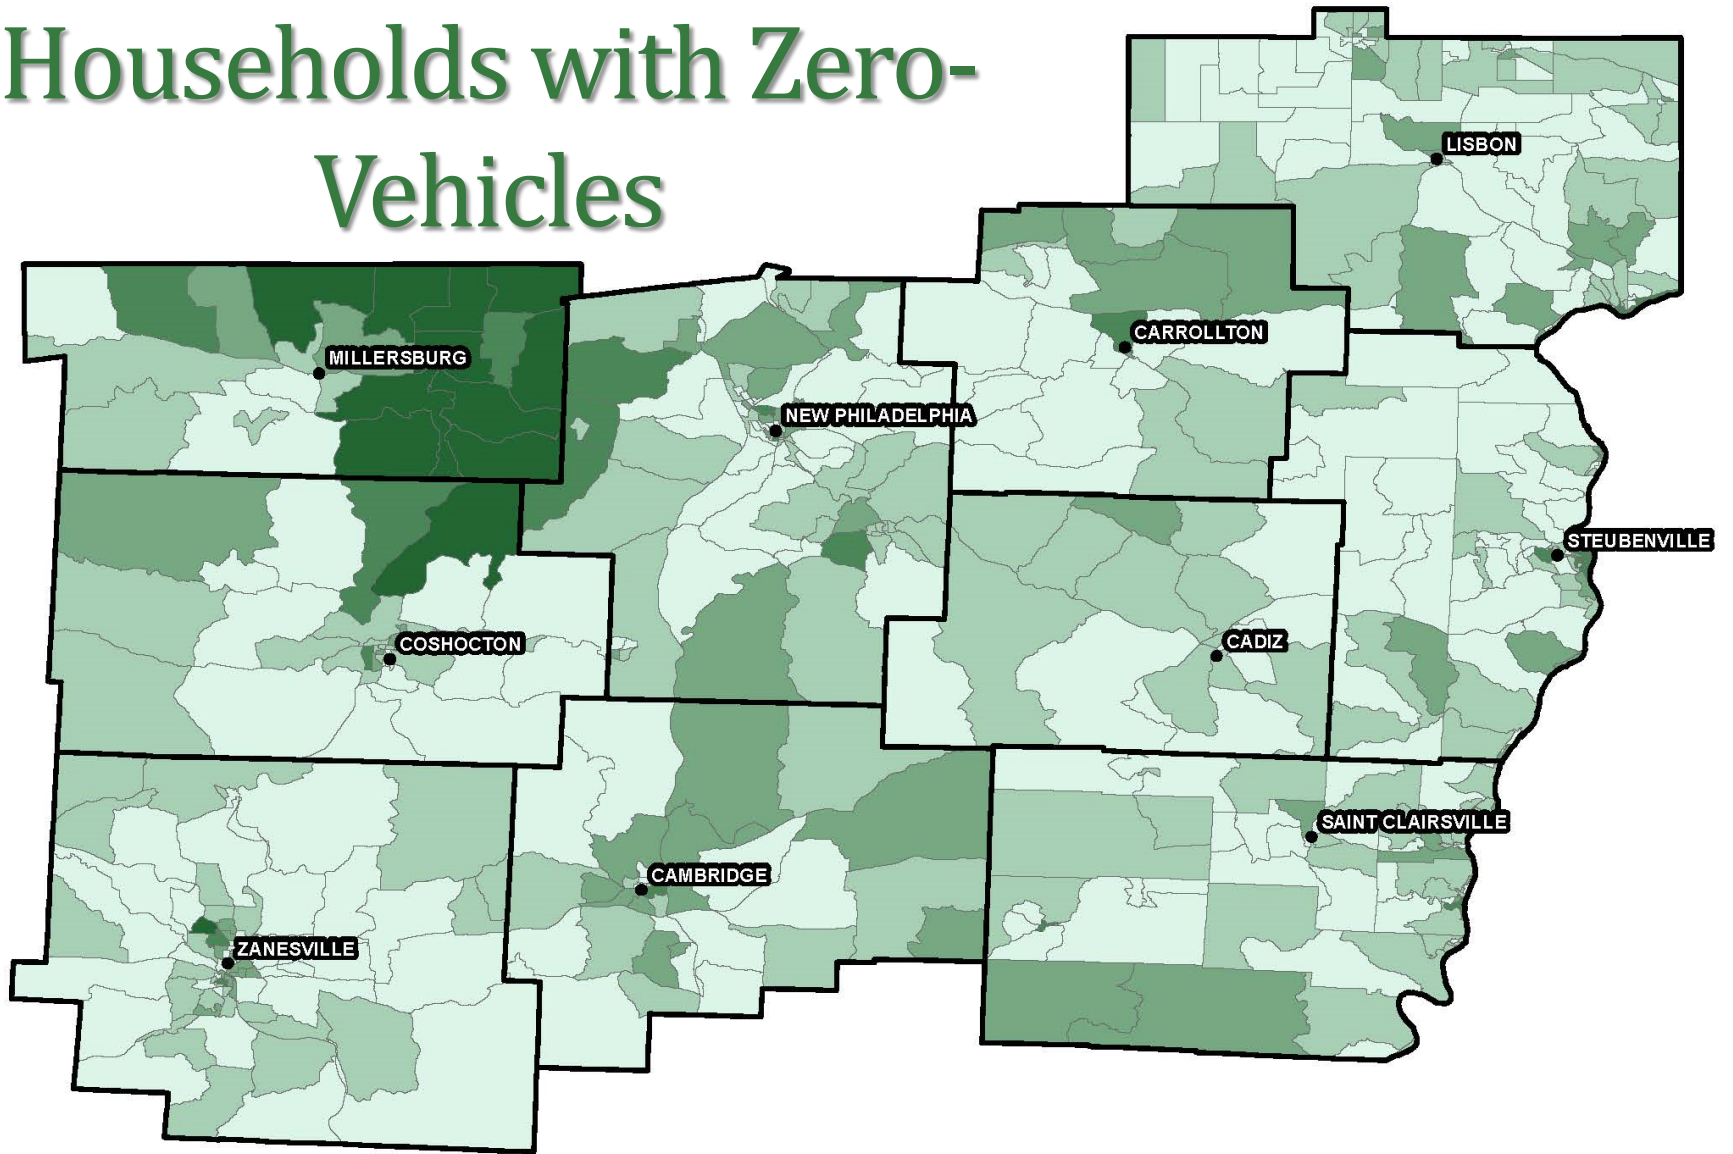 Households with Zero-
Vehicles
LISBON
CARROLLTON
MILLERSBURG
NEW PHILADELPHIA
STEUBENVILLE
COSHOCTON
CADIZ
SAINT CLAIRSVILLE
CAMBRIDGE
ZANESVILLE